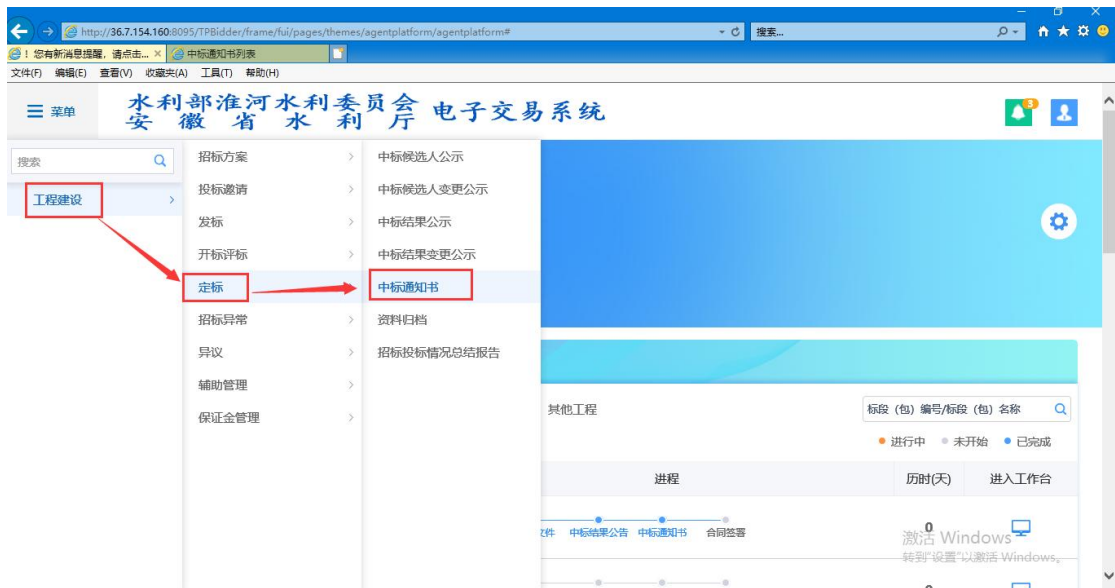 http://36.7.154.160:8095/TPBidder/frame/fui/pages/themes/agentplatform/agentplatform#
搜索...
！您有新消息提醒，请点击...
中标通知书列表
文件(F) 编辑(E) 查看(V) 收藏夹(A) 工具(T) 帮助(H)
菜单
水利部淮河水利委员会
安徽省水利厅
电子交易系统
3
搜索
工程建设
招标方案
投标邀请
发标
开标评标
定标
招标异常
异议
辅助管理
保证金管理
中标候选人公示
中标候选人变更公示
中标结果公示
中标结果变更公示
中标通知书
资料归档
招标投标情况总结报告
其他工程
标段（包）编号/标段（包）名称
进行中 未开始 已完成
进程 历时(天) 进入工作台
文件 中标结果公告 中标通知书 合同签署 0
激活 Windows
转到"设置"以激活 Windows。